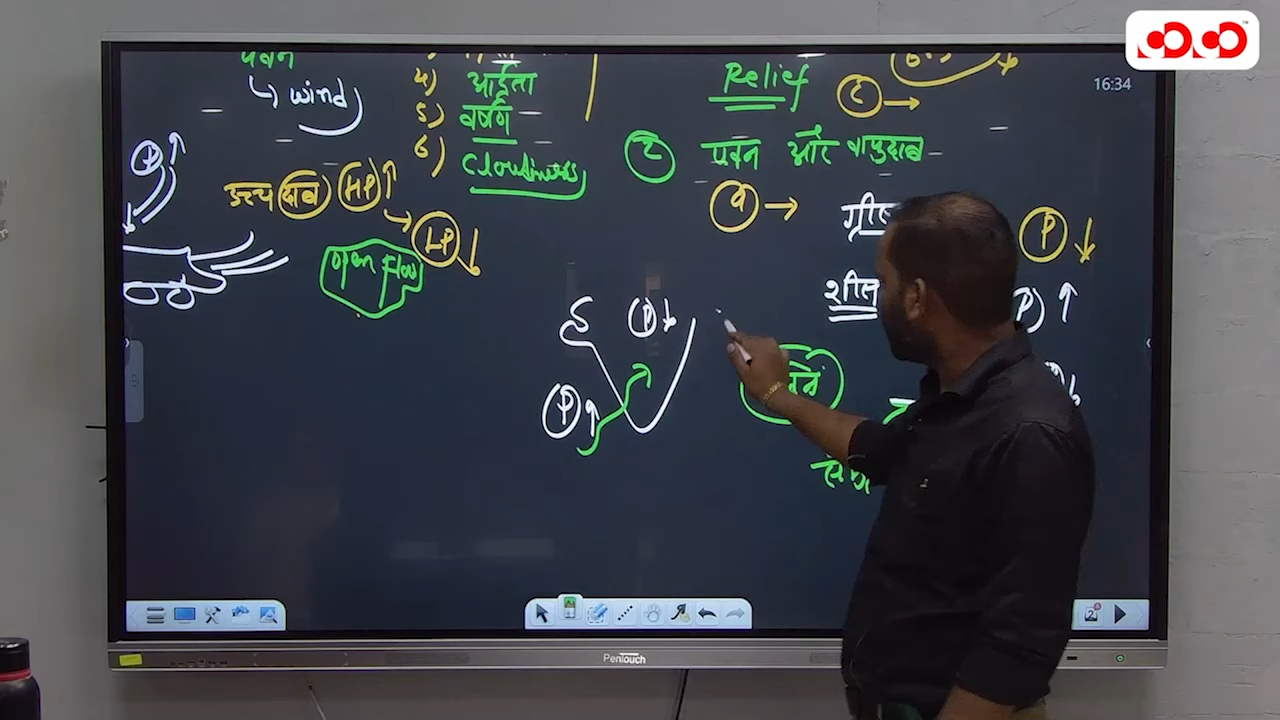 पवन
↳ wind
4) आर्द्रता
5) वर्षण
6) Cloudiness
P ↑
उच्च दाब HP ↑
→ LP ↓
open
Relief
C →
2 पवन और वायुदाब
a →
P ↓
P ↑
P ↓
P ↑
16:34
PenTouch